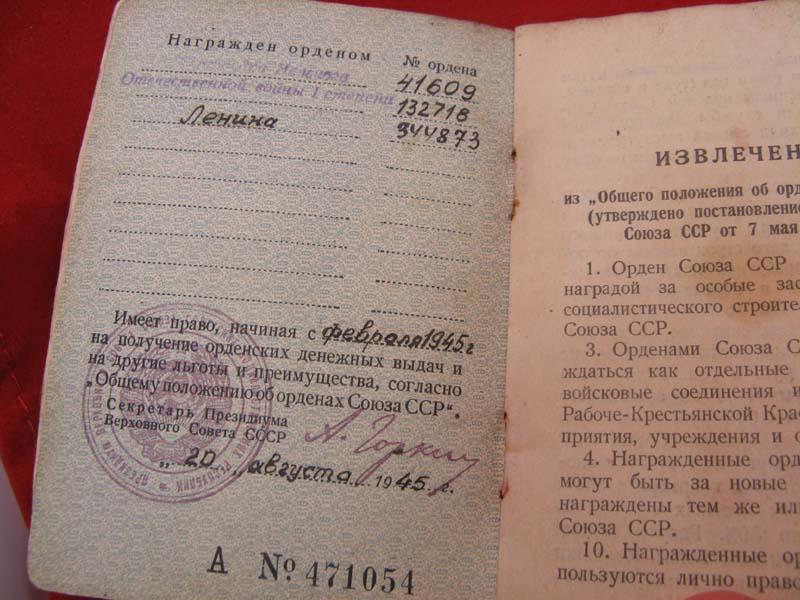 Награжден орденом
№ ордена
41609
Отечественной войны I степени
132718
Ленина
344873
Имеет право, начиная с февраля 1945 г
на получение орденских денежных выдач и
на другие льготы и преимущества, согласно
„Общему положению об орденах Союза ССР“.
Секретарь Президиума
Верховного Совета СССР
А. Горкин
„20„ августа 1945 г.
А № 471054
ИЗВЛЕЧЕН
из „Общего положения об орд
(утверждено постановление
Союза ССР от 7 мая
1. Орден Союза ССР
наградой за особые зас
социалистического строите
Союза ССР.
3. Орденами Союза С
ждаться как отдельные
войсковые соединения и
Рабоче-Крестьянской Кра
приятия, учреждения и о
4. Награжденные орд
могут быть за новые
награждены тем же или
Союза ССР.
10. Награжденные ор
пользуются лично право